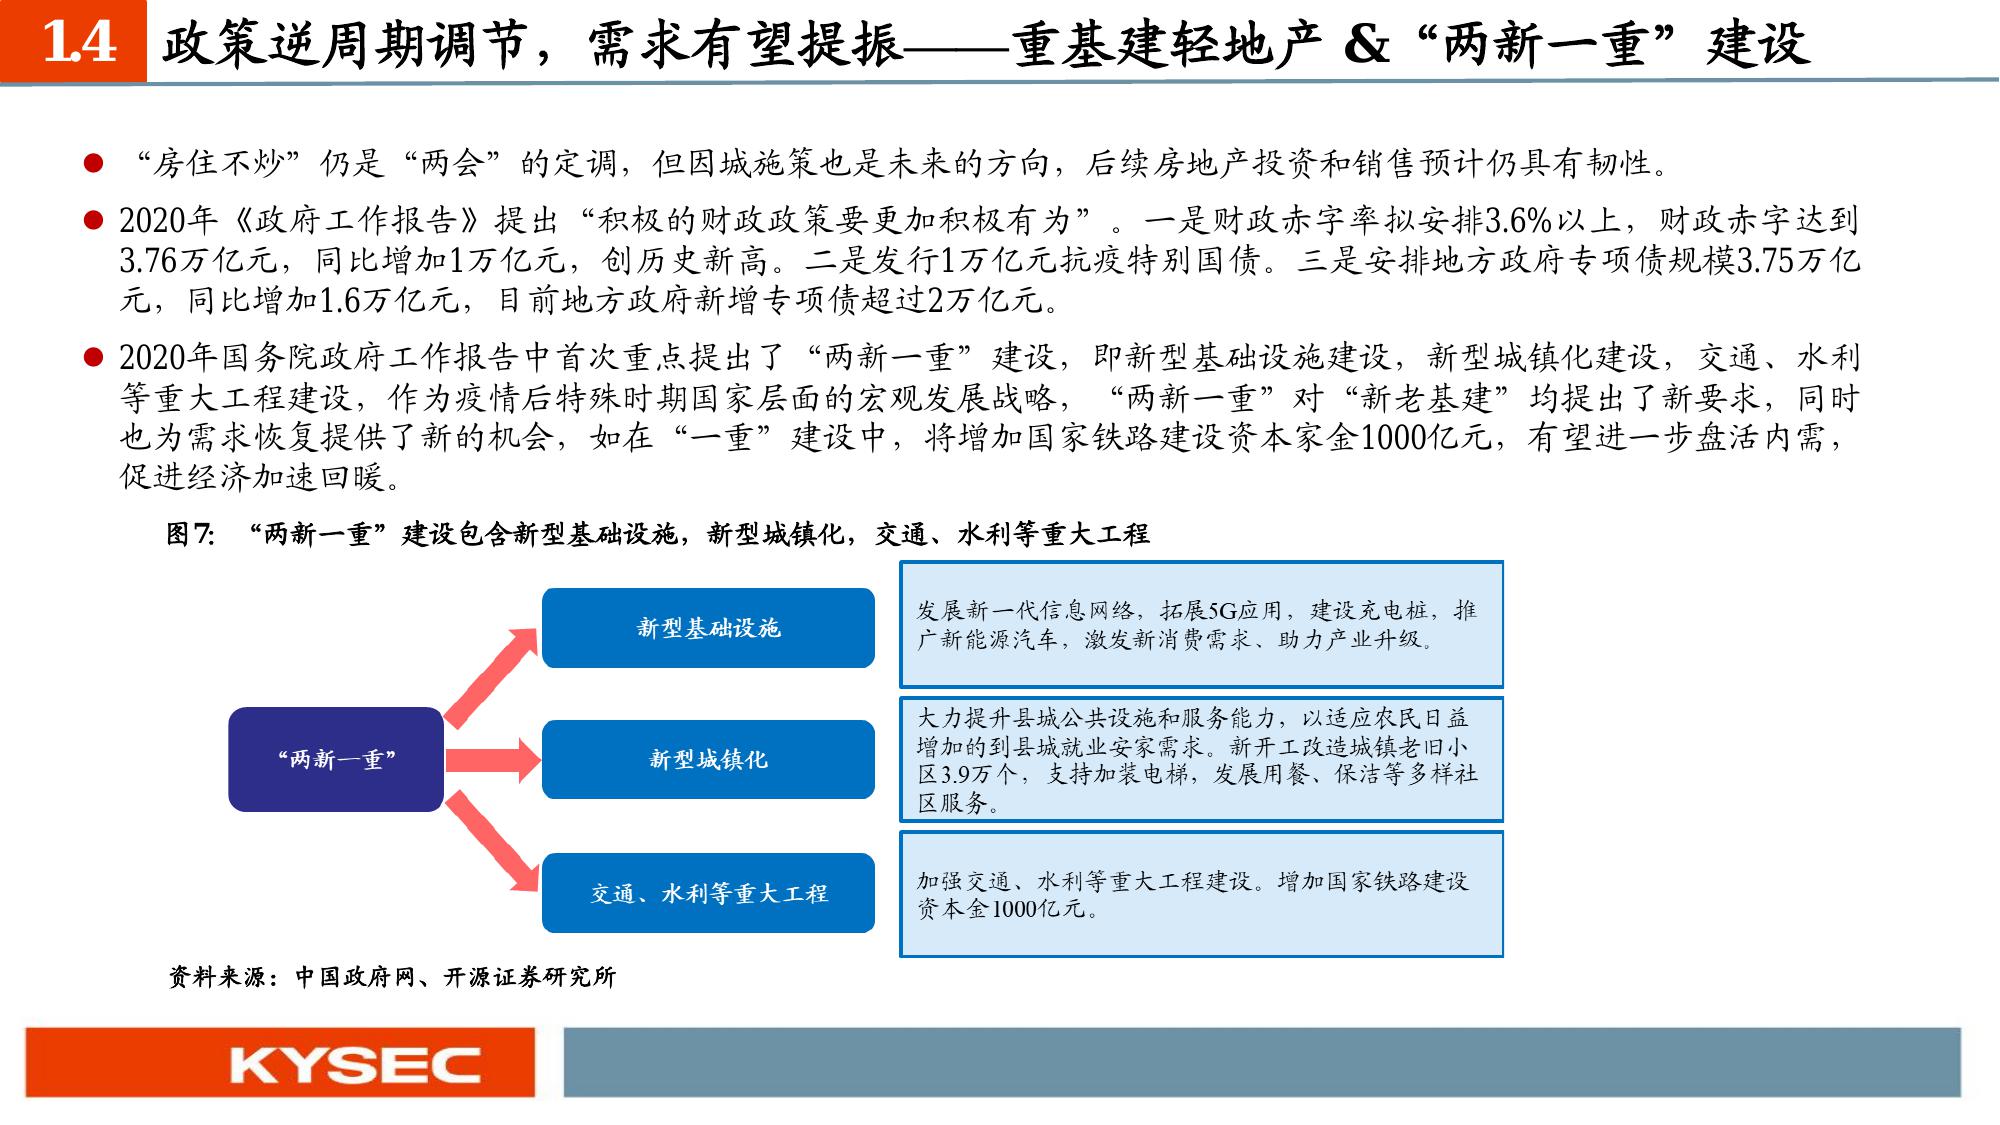 1.4 政策逆周期调节，需求有望提振——重基建轻地产 &“两新一重”建设
● “房住不炒”仍是“两会”的定调，但因城施策也是未来的方向，后续房地产投资和销售预计仍具有韧性。
● 2020年《政府工作报告》提出“积极的财政政策要更加积极有为”。一是财政赤字率拟安排3.6%以上，财政赤字达到
3.76万亿元，同比增加1万亿元，创历史新高。二是发行1万亿元抗疫特别国债。三是安排地方政府专项债规模3.75万亿
元，同比增加1.6万亿元，目前地方政府新增专项债超过2万亿元。
● 2020年国务院政府工作报告中首次重点提出了“两新一重”建设，即新型基础设施建设，新型城镇化建设，交通、水利
等重大工程建设，作为疫情后特殊时期国家层面的宏观发展战略，“两新一重”对“新老基建”均提出了新要求，同时
也为需求恢复提供了新的机会，如在“一重”建设中，将增加国家铁路建设资本家金1000亿元，有望进一步盘活内需，
促进经济加速回暖。
图7：“两新一重”建设包含新型基础设施，新型城镇化，交通、水利等重大工程
“两新一重”
新型基础设施
发展新一代信息网络，拓展5G应用，建设充电桩，推
广新能源汽车，激发新消费需求、助力产业升级。
新型城镇化
大力提升县城公共设施和服务能力，以适应农民日益
增加的到县城就业安家需求。新开工改造城镇老旧小
区3.9万个，支持加装电梯，发展用餐、保洁等多样社
区服务。
交通、水利等重大工程
加强交通、水利等重大工程建设。增加国家铁路建设
资本金1000亿元。
资料来源：中国政府网、开源证券研究所
KYSEC